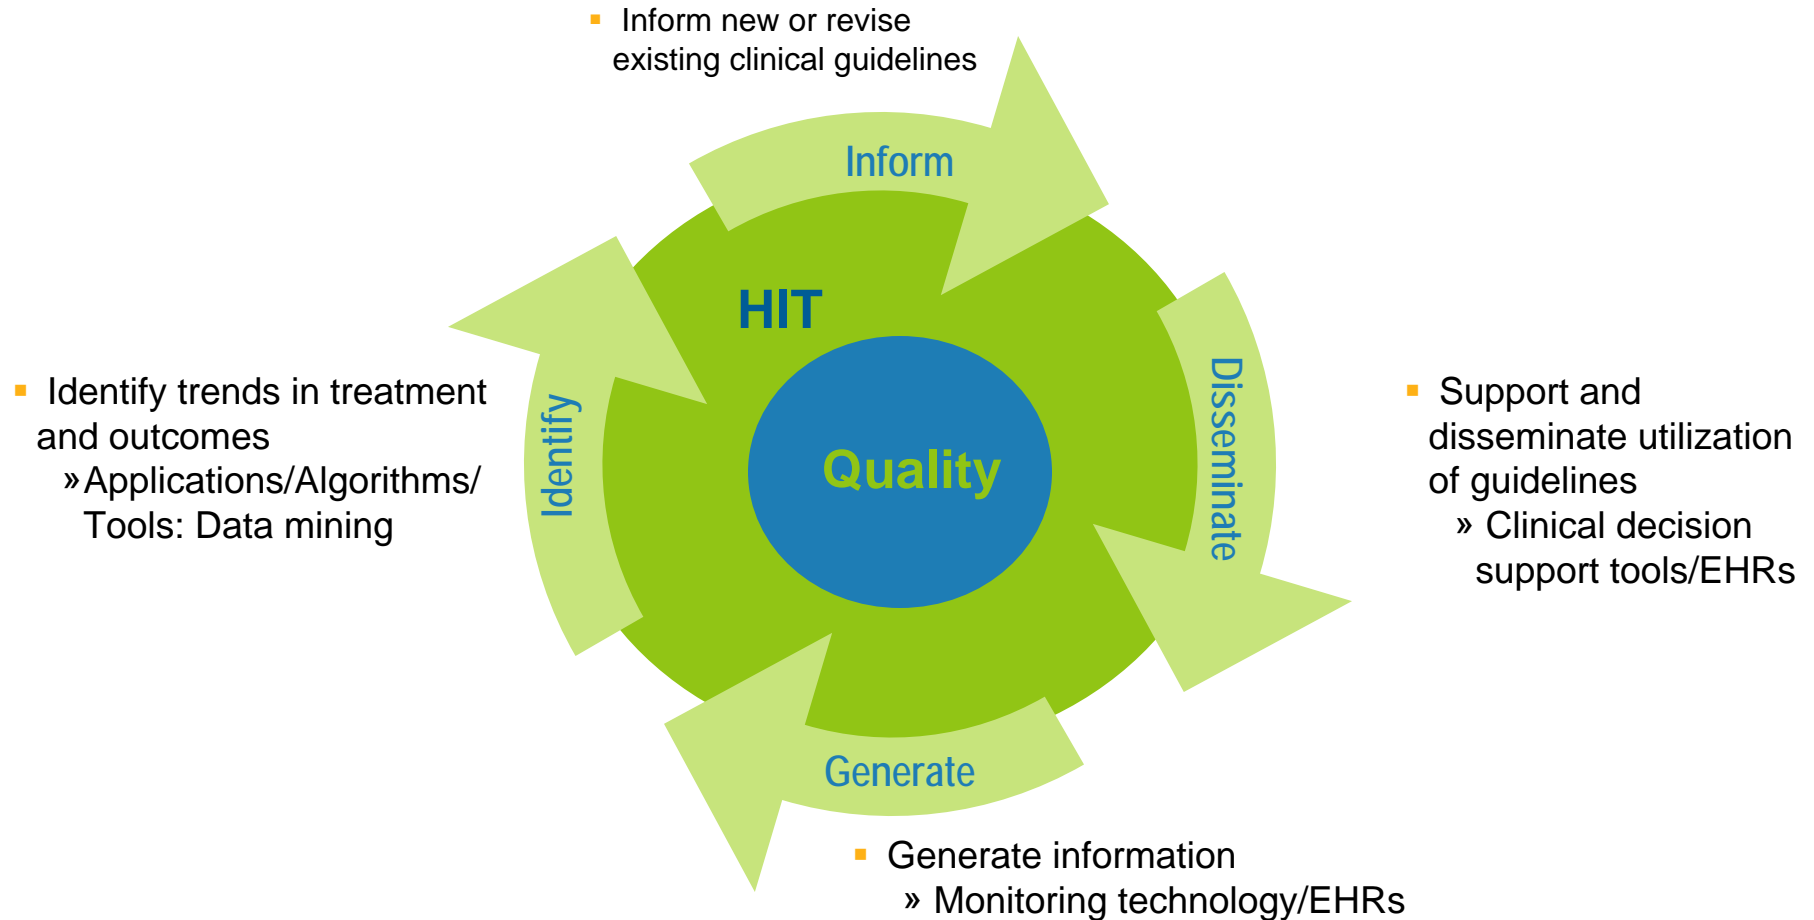 ▪ Inform new or revise
existing clinical guidelines
Inform
HIT
Quality
Disseminate
▪ Support and
disseminate utilization
of guidelines
» Clinical decision
support tools/EHRs
Generate
▪ Generate information
» Monitoring technology/EHRs
Identify
▪ Identify trends in treatment
and outcomes
»Applications/Algorithms/
Tools: Data mining